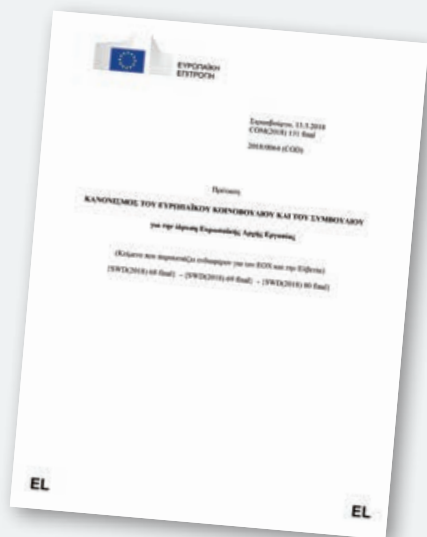 ΕΥΡΩΠΑΪΚΗ
ΕΠΙΤΡΟΠΗ
Στρασβούργο, 13.3.2018
COM(2018) 131 final
2018/0064 (COD)
Πρόταση
ΚΑΝΟΝΙΣΜΟΣ ΤΟΥ ΕΥΡΩΠΑΪΚΟΥ ΚΟΙΝΟΒΟΥΛΙΟΥ ΚΑΙ ΤΟΥ ΣΥΜΒΟΥΛΙΟΥ
για την ίδρυση Ευρωπαϊκής Αρχής Εργασίας
(Κείμενο που παρουσιάζει ενδιαφέρον για τον ΕΟΧ και την Ελβετία)
{SWD(2018) 68 final} - {SWD(2018) 69 final} - {SWD(2018) 80 final}
EL
EL